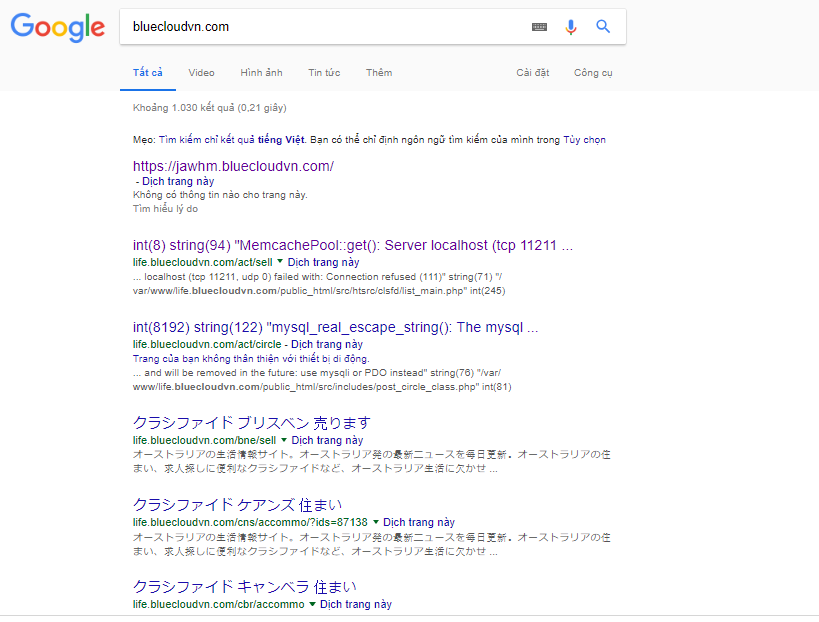 Google
bluecloudvn.com
Tất cả Video Hình ảnh Tin tức Thêm Cài đặt Công cụ
Khoảng 1.030 kết quả (0,21 giây)
Mẹo: Tìm kiếm chỉ kết quả tiếng Việt. Bạn có thể chỉ định ngôn ngữ tìm kiếm của mình trong Tùy chọn
https://jawhm.bluecloudvn.com/
- Dịch trang này
Không có thông tin nào cho trang này.
Tìm hiểu lý do
int(8) string(94) "MemcachePool::get(): Server localhost (tcp 11211 ...
life.bluecloudvn.com/act/sell ▼ Dịch trang này
... localhost (tcp 11211, udp 0) failed with: Connection refused (111)" string(71) "/
var/www/life.bluecloudvn.com/public_html/src/htsrc/clsfd/list_main.php" int(245)
int(8192) string(122) "mysql_real_escape_string(): The mysql ...
life.bluecloudvn.com/act/circle - Dịch trang này
Trang của bạn không thân thiện với thiết bị di động.
... and will be removed in the future: use mysqli or PDO instead" string(76) "/var/
www/life.bluecloudvn.com/public_html/src/includes/post_circle_class.php" int(81)
クラシファイド ブリスベン 売ります
life.bluecloudvn.com/bne/sell ▼ Dịch trang này
オーストラリアの生活情報サイト。オーストラリア発の最新ニュースを毎日更新。オーストラリアの住
まい、求人探しに便利なクラシファイドなど、オーストラリア生活に欠かせ ...
クラシファイド ケアンズ 住まい
life.bluecloudvn.com/cns/accommo/?ids=87138 ▼ Dịch trang này
オーストラリアの生活情報サイト。オーストラリア発の最新ニュースを毎日更新。オーストラリアの住
まい、求人探しに便利なクラシファイドなど、オーストラリア生活に欠かせ ...
クラシファイド キャンベラ 住まい
life.bluecloudvn.com/cbr/accommo ▼ Dịch trang này